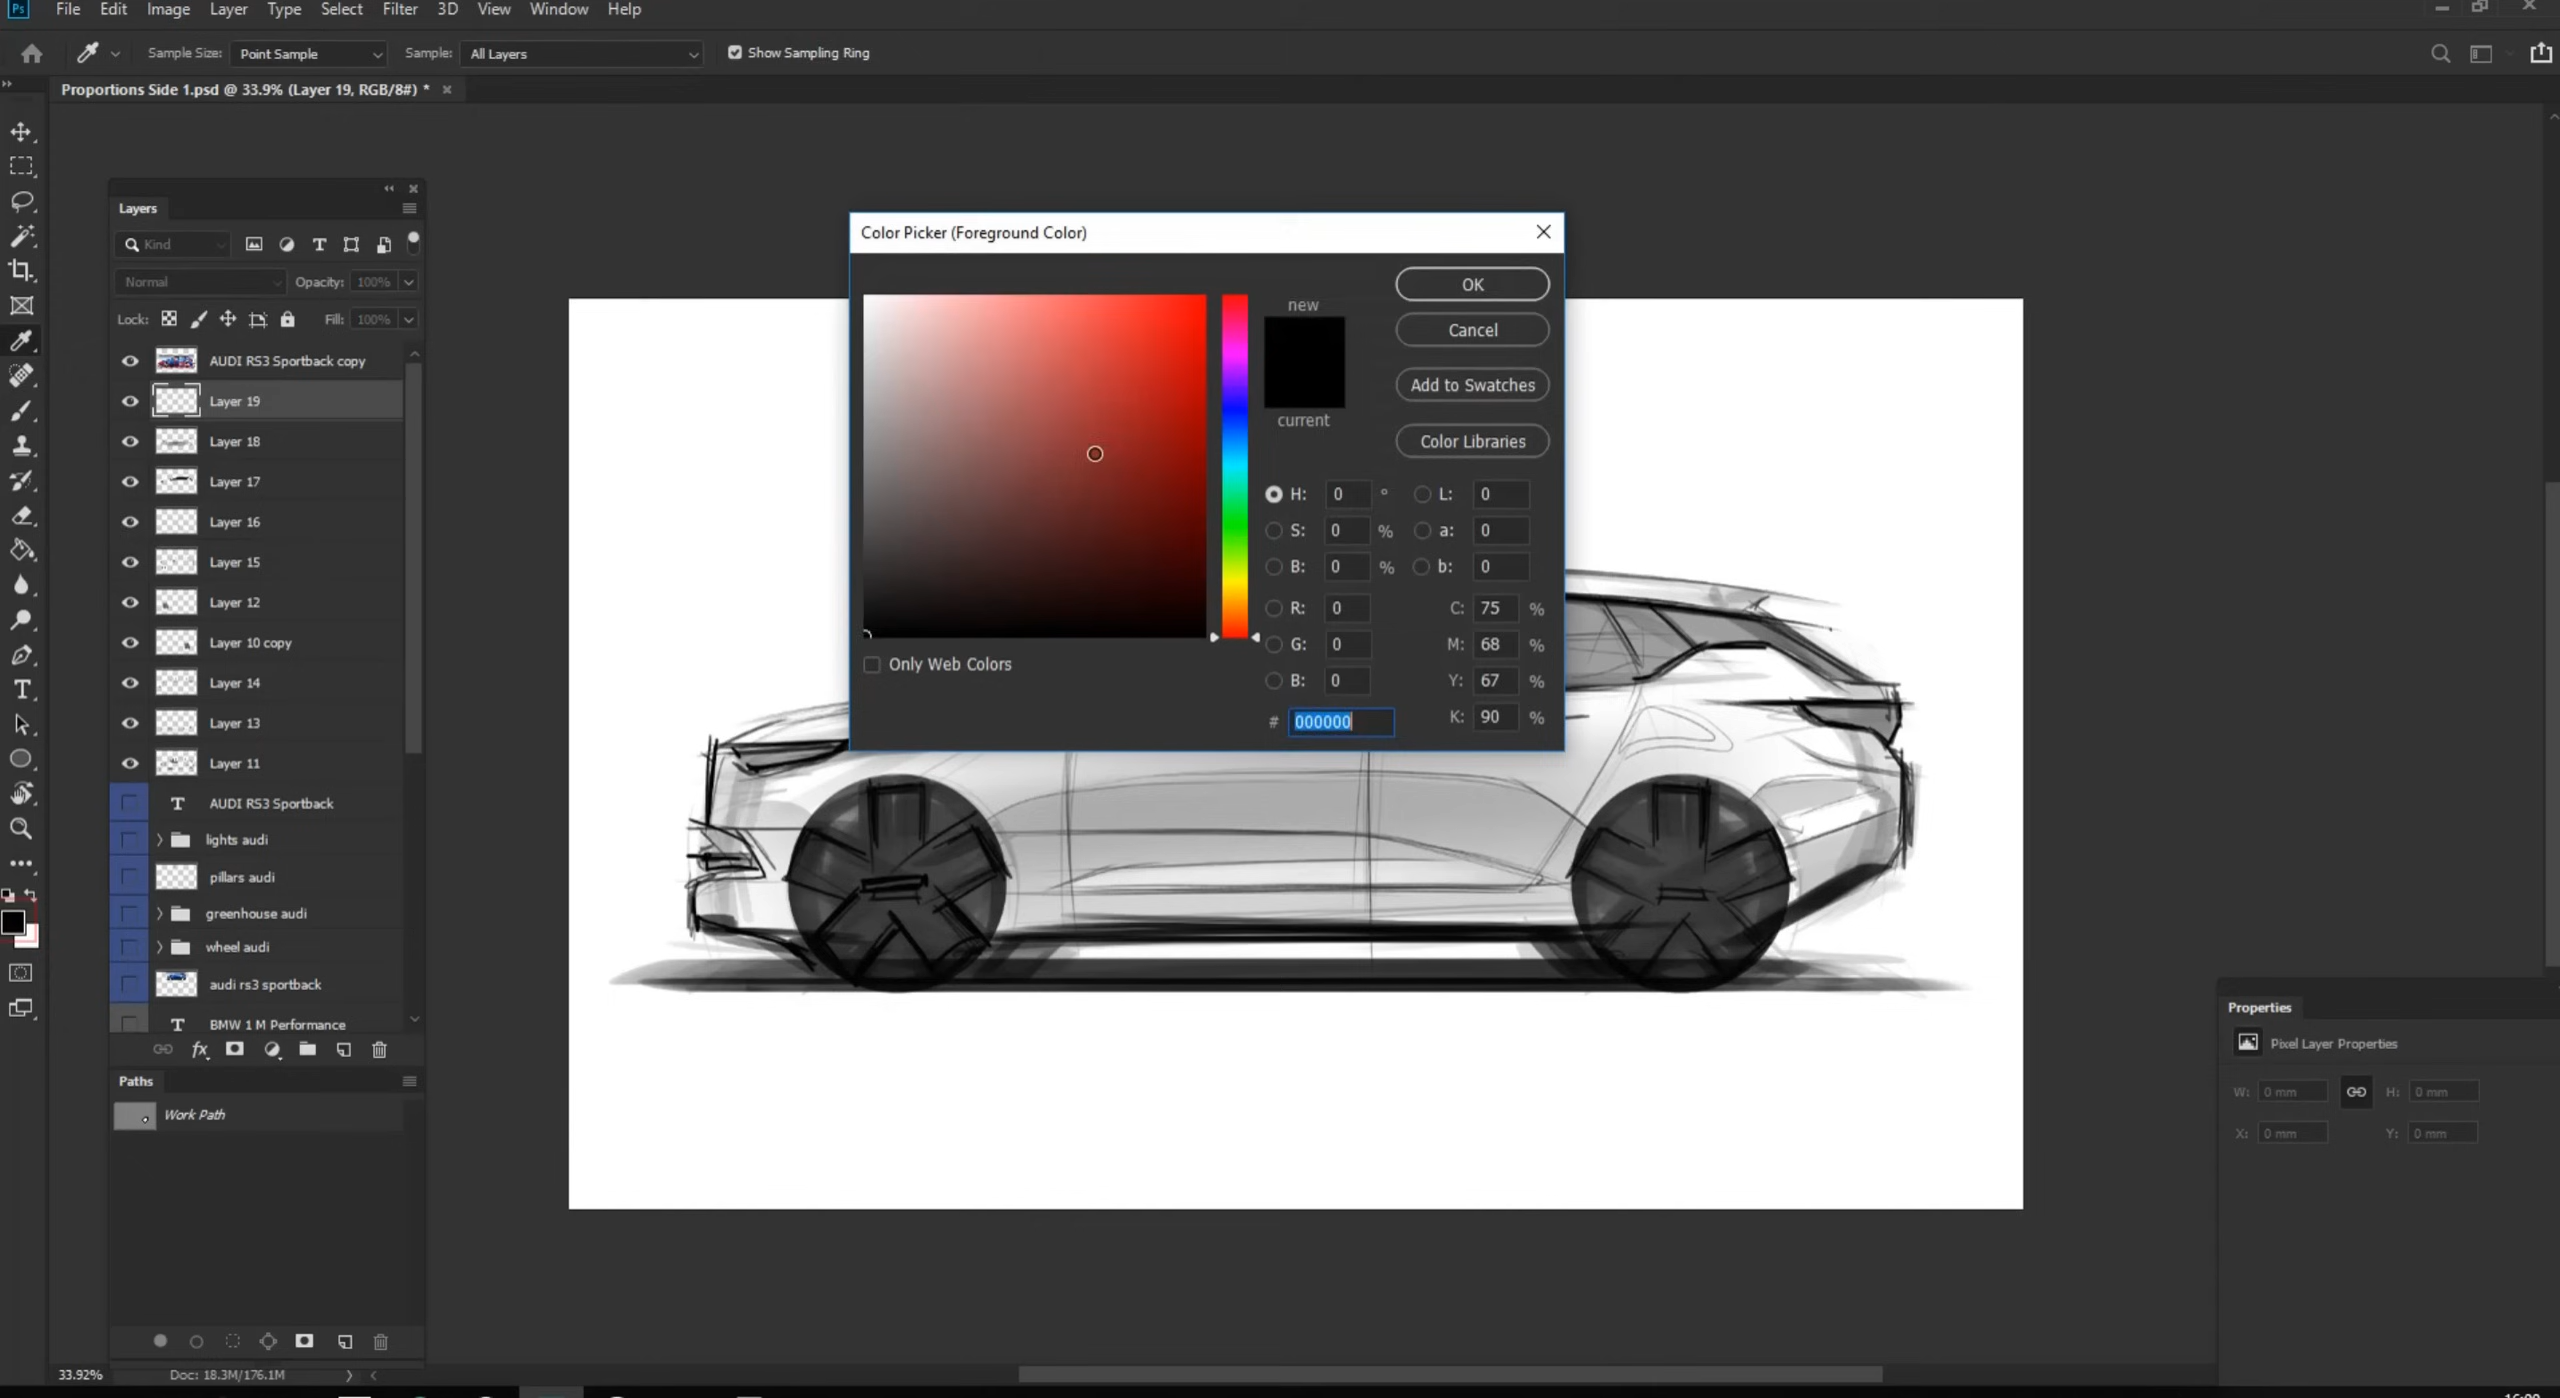 Ps File Edit Image Layer Type Select Filter 3D View Window Help
Sample Size: Point Sample Sample: All Layers Show Sampling Ring
Proportions Side 1.psd @ 33.9% (Layer 19, RGB/8#) *
Layers
Kind
Normal Opacity: 100%
Lock: Fill: 100%
AUDI RS3 Sportback copy
Layer 19
Layer 18
Layer 17
Layer 16
Layer 15
Layer 12
Layer 10 copy
Layer 14
Layer 13
Layer 11
AUDI RS3 Sportback
lights audi
pillars audi
greenhouse audi
wheel audi
audi rs3 sportback
BMW 1 M Performance
Paths
Work Path
33.92% Doc: 18.3M/176.1M
Color Picker (Foreground Color)
new
current
OK
Cancel
Add to Swatches
Color Libraries
H: 0 ° L: 0
S: 0 % a: 0
B: 0 % b: 0
R: 0 C: 75 %
G: 0 M: 68 %
B: 0 Y: 67 %
# 000000 K: 90 %
Only Web Colors
Properties
Pixel Layer Properties
W: 0 mm H: 0 mm
X: 0 mm Y: 0 mm